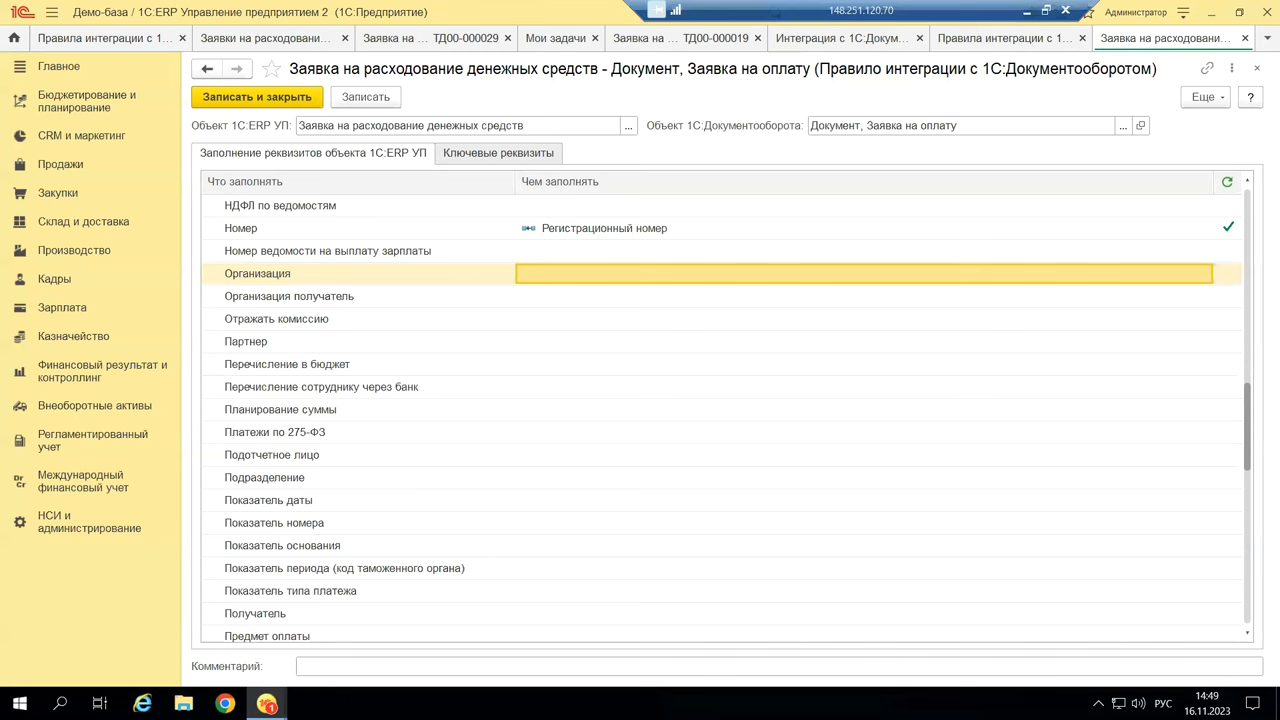 Демо-база / 1С:ERP Управление предприятием 2 (1С:Предприятие)
148.251.120.70
Администратор
Правила интеграции с 1С... ×
Заявки на расходовани... ×
Заявка на ... ТД00-000029 ×
Мои задачи ×
Заявка на ... ТД00-000019 ×
Интеграция с 1С:Докум... ×
Правила интеграции с 1... ×
Заявка на расходовани... ×
Главное
Бюджетирование и
планирование
CRM и маркетинг
Продажи
Закупки
Склад и доставка
Производство
Кадры
Зарплата
Казначейство
Финансовый результат и
контроллинг
Внеоборотные активы
Регламентированный
учет
Международный
финансовый учет
НСИ и
администрирование
Заявка на расходование денежных средств - Документ, Заявка на оплату (Правило интеграции с 1С:Документооборотом)
Записать и закрыть
Записать
Еще
?
Объект 1С:ERP УП: Заявка на расходование денежных средств ...
Объект 1С:Документооборота: Документ, Заявка на оплату ...
Заполнение реквизитов объекта 1С:ERP УП
Ключевые реквизиты
Что заполнять
Чем заполнять
НДФЛ по ведомостям
Номер
Регистрационный номер
Номер ведомости на выплату зарплаты
Организация
Организация получатель
Отражать комиссию
Партнер
Перечисление в бюджет
Перечисление сотруднику через банк
Планирование суммы
Платежи по 275-ФЗ
Подотчетное лицо
Подразделение
Показатель даты
Показатель номера
Показатель основания
Показатель периода (код таможенного органа)
Показатель типа платежа
Получатель
Предмет оплаты
Комментарий:
РУС
14:49
16.11.2023